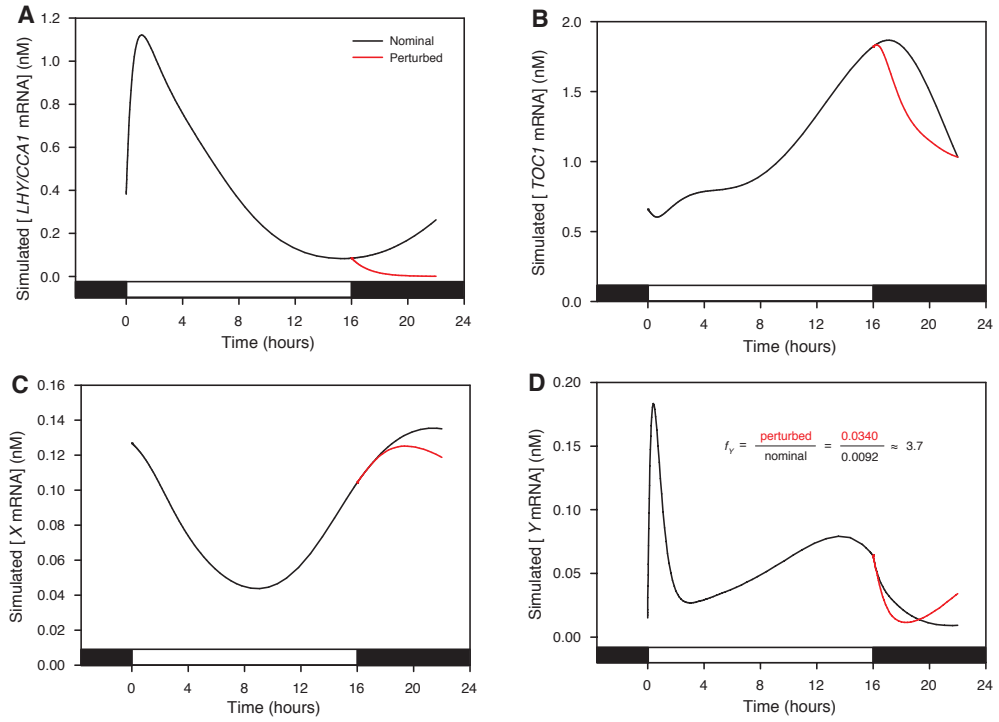 A
Simulated [ LHY/CCA1 mRNA] (nM)
1.2
1.0
0.8
0.6
0.4
0.2
0.0
Nominal
Perturbed
0 4 8 12 16 20 24
Time (hours)
B
Simulated [ TOC1 mRNA] (nM)
2.0
1.5
1.0
0.5
0.0
0 4 8 12 16 20 24
Time (hours)
C
Simulated [ X mRNA] (nM)
0.16
0.14
0.12
0.10
0.08
0.06
0.04
0.02
0.00
0 4 8 12 16 20 24
Time (hours)
D
Simulated [ Y mRNA] (nM)
0.20
0.15
0.10
0.05
0.00
fY = perturbed / nominal = 0.0340 / 0.0092 ≈ 3.7
0 4 8 12 16 20 24
Time (hours)